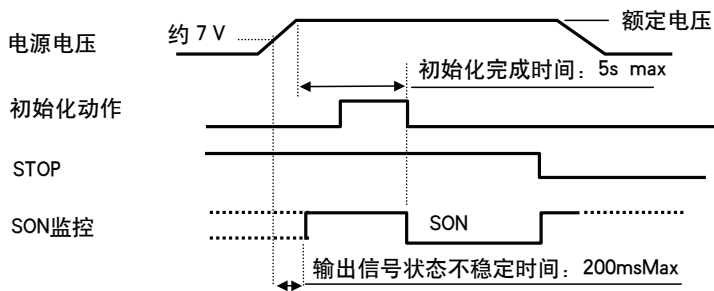 额定电压
约 7 V
电源电压
初始化完成时间：5s max
初始化动作
STOP
SON监控
SON
输出信号状态不稳定时间：200msMax